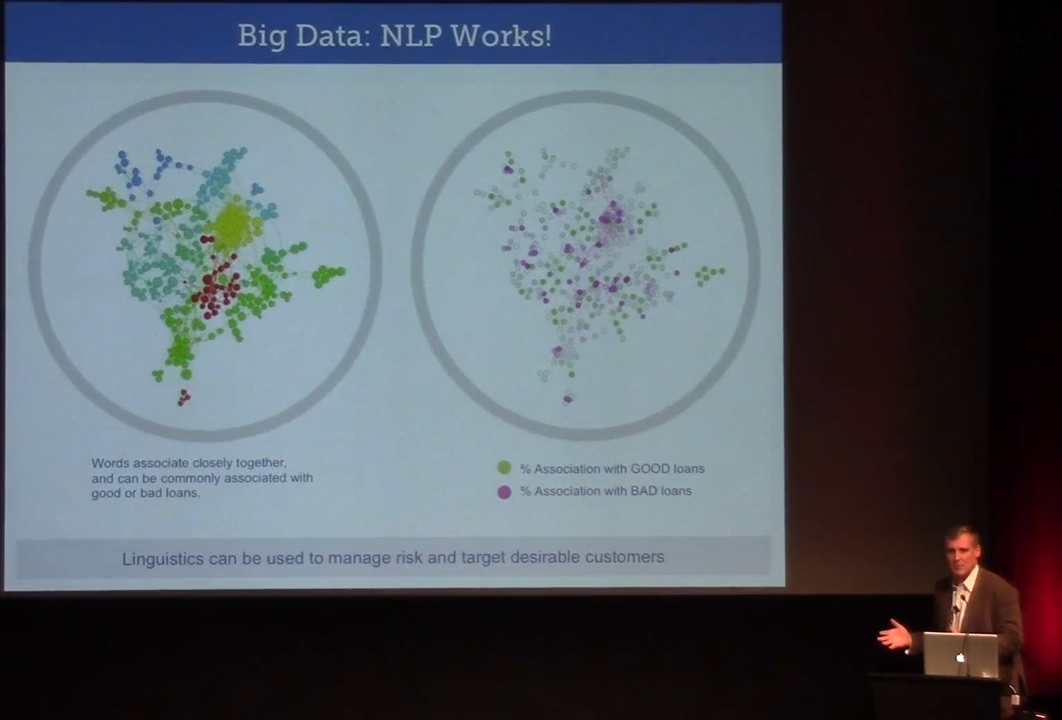 Big Data: NLP Works!
Words associate closely together,
and can be commonly associated with
good or bad loans.
% Association with GOOD loans
% Association with BAD loans
Linguistics can be used to manage risk and target desirable customers